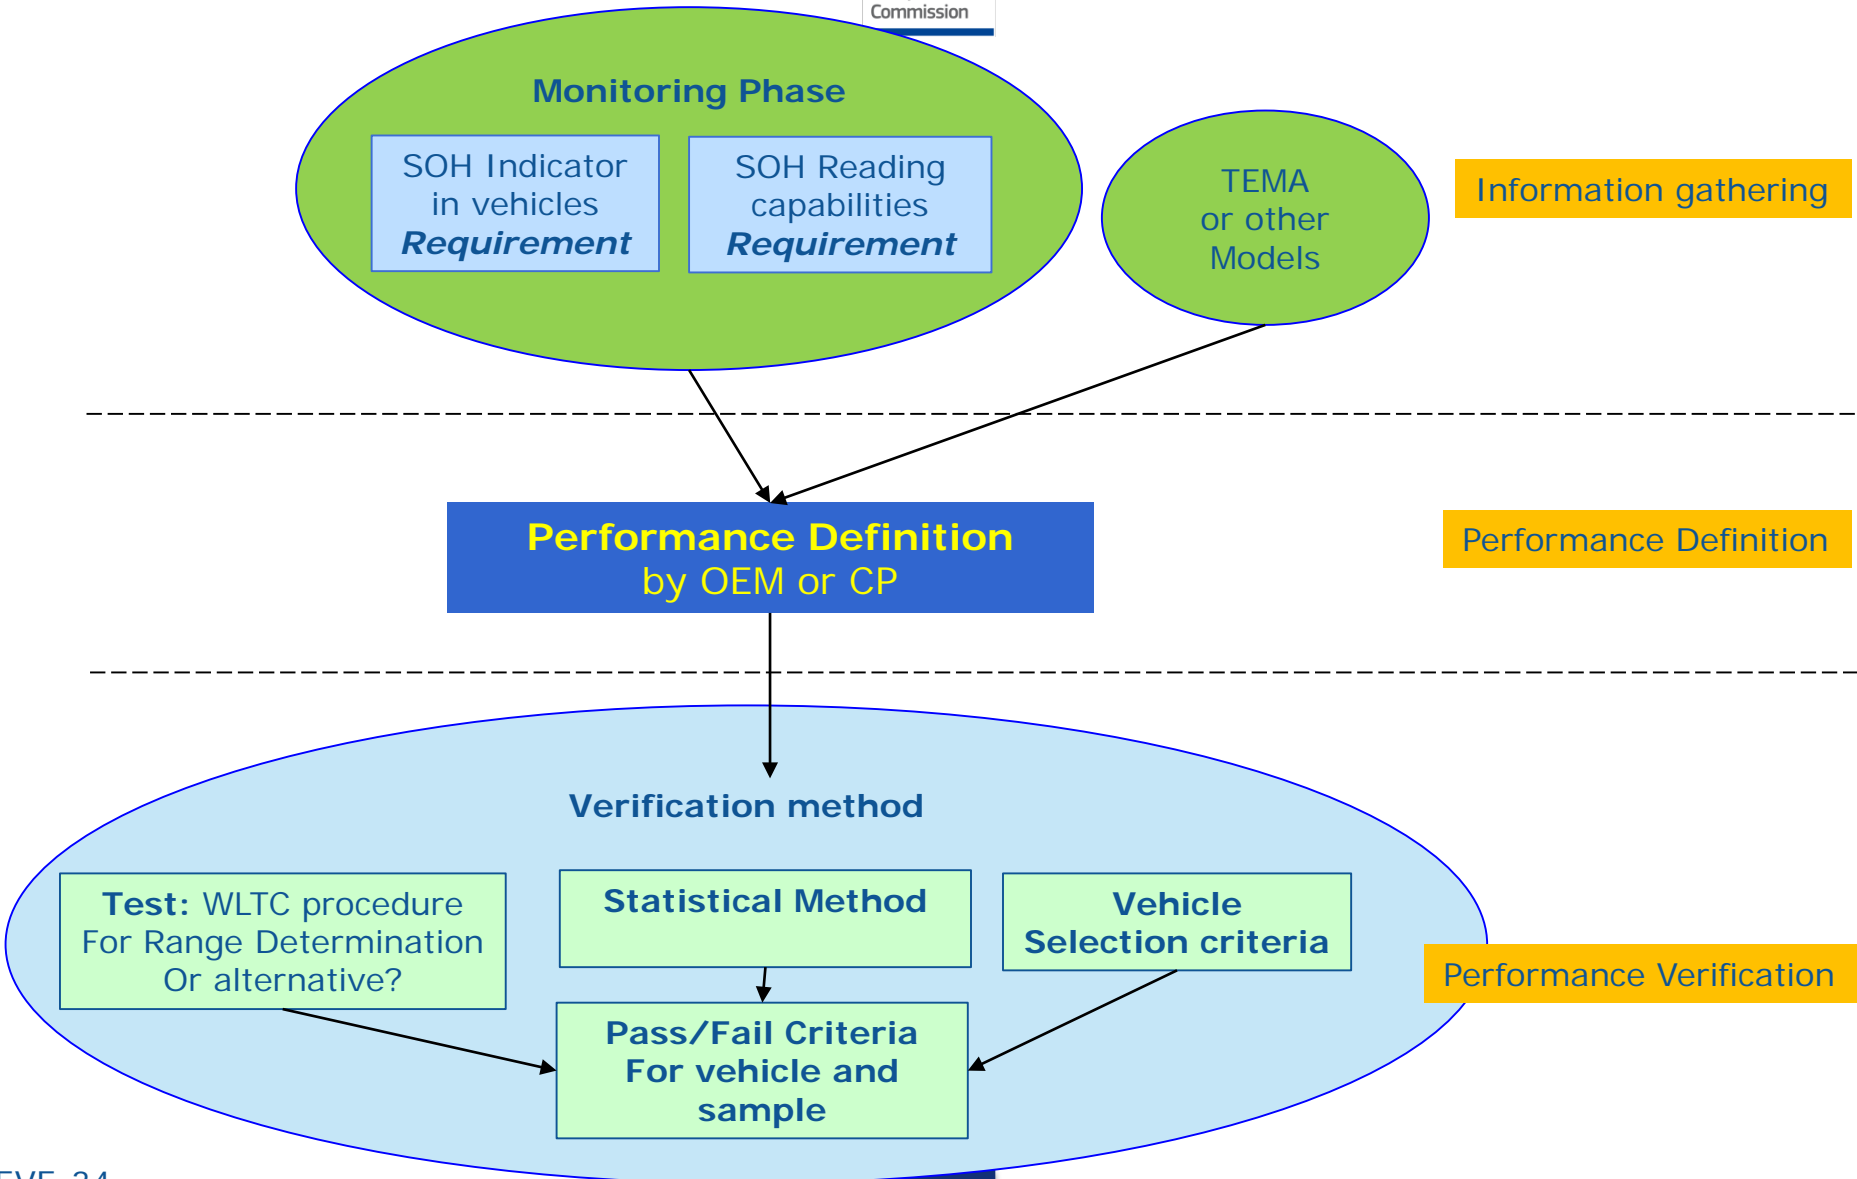 Commission
Monitoring Phase
SOH Indicator
in vehicles
Requirement
SOH Reading
capabilities
Requirement
TEMA
or other
Models
Information gathering
Performance Definition
by OEM or CP
Performance Definition
Verification method
Test: WLTC procedure
For Range Determination
Or alternative?
Statistical Method
Vehicle
Selection criteria
Performance Verification
Pass/Fail Criteria
For vehicle and
sample